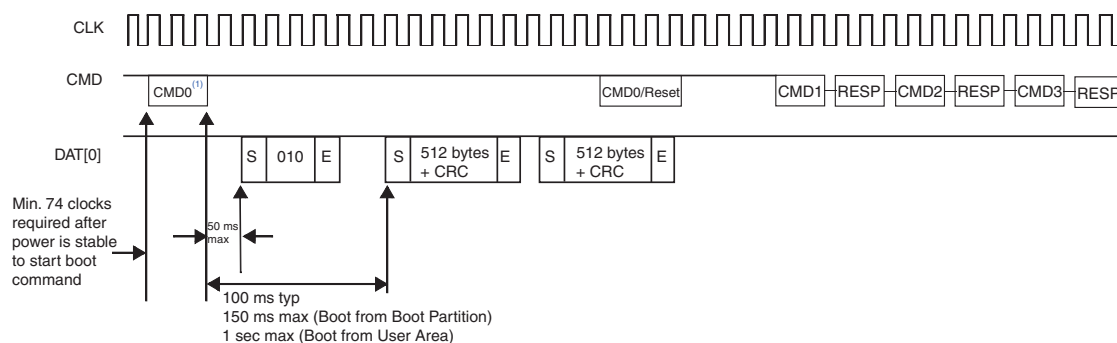 CLK
CMD
CMD0(1)
CMD0/Reset
CMD1
RESP
CMD2
RESP
CMD3
RESP
DAT[0]
S
010
E
S
512 bytes
+ CRC
E
S
512 bytes
+ CRC
E
Min. 74 clocks
required after
power is stable
to start boot
command
50 ms
max
100 ms typ
150 ms max (Boot from Boot Partition)
1 sec max (Boot from User Area)